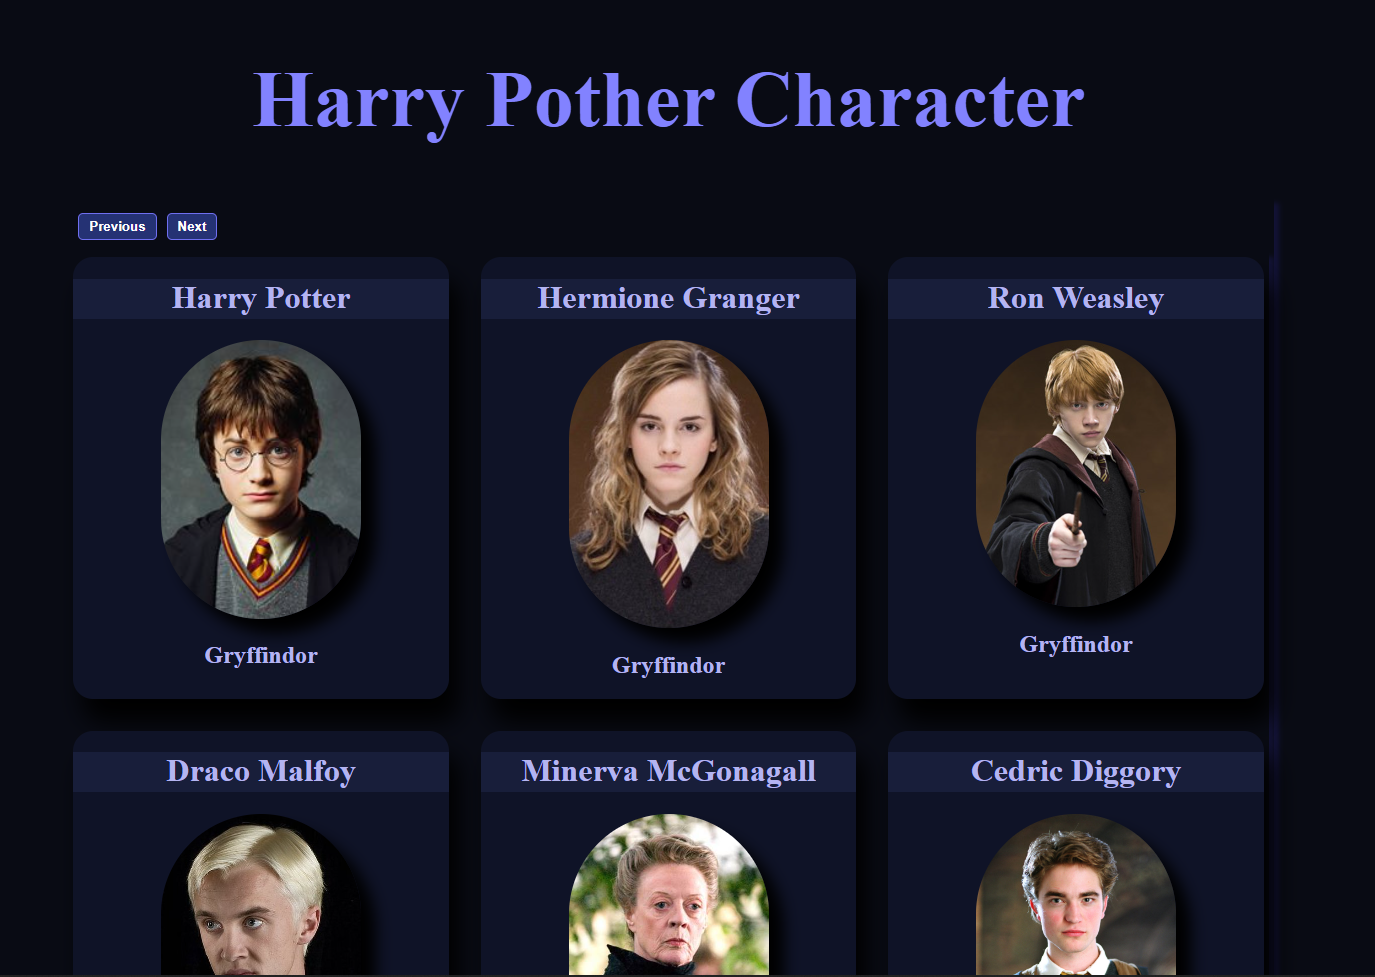 Harry Pother Character
Previous Next
Harry Potter
Hermione Granger
Ron Weasley
Gryffindor
Gryffindor
Gryffindor
Draco Malfoy
Minerva McGonagall
Cedric Diggory